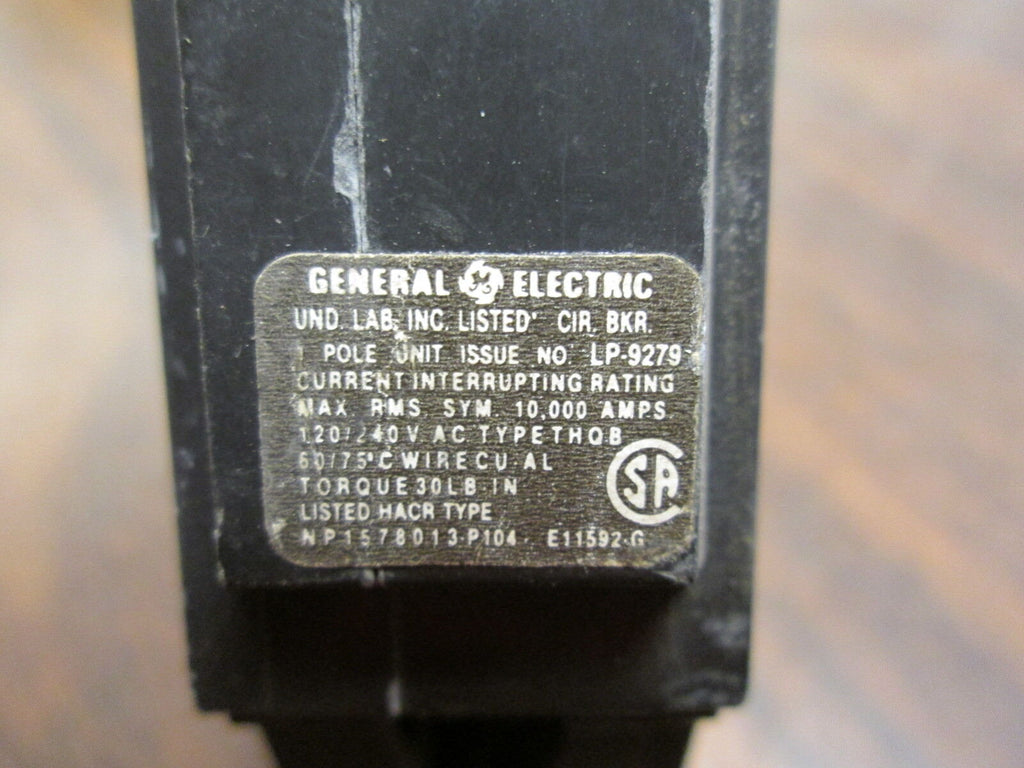 GENERAL GE ELECTRIC
UND. LAB. INC. LISTED CIR. BKR.
1 POLE UNIT ISSUE NO. LP-9279
CURRENT INTERRUPTING RATING
MAX. RMS. SYM. 10,000 AMPS.
120/240V AC TYPE THQB
60/75°C WIRE CU-AL
TORQUE 30 LB-IN
LISTED HACR TYPE
NP1578013-P104 E11592-G
SA